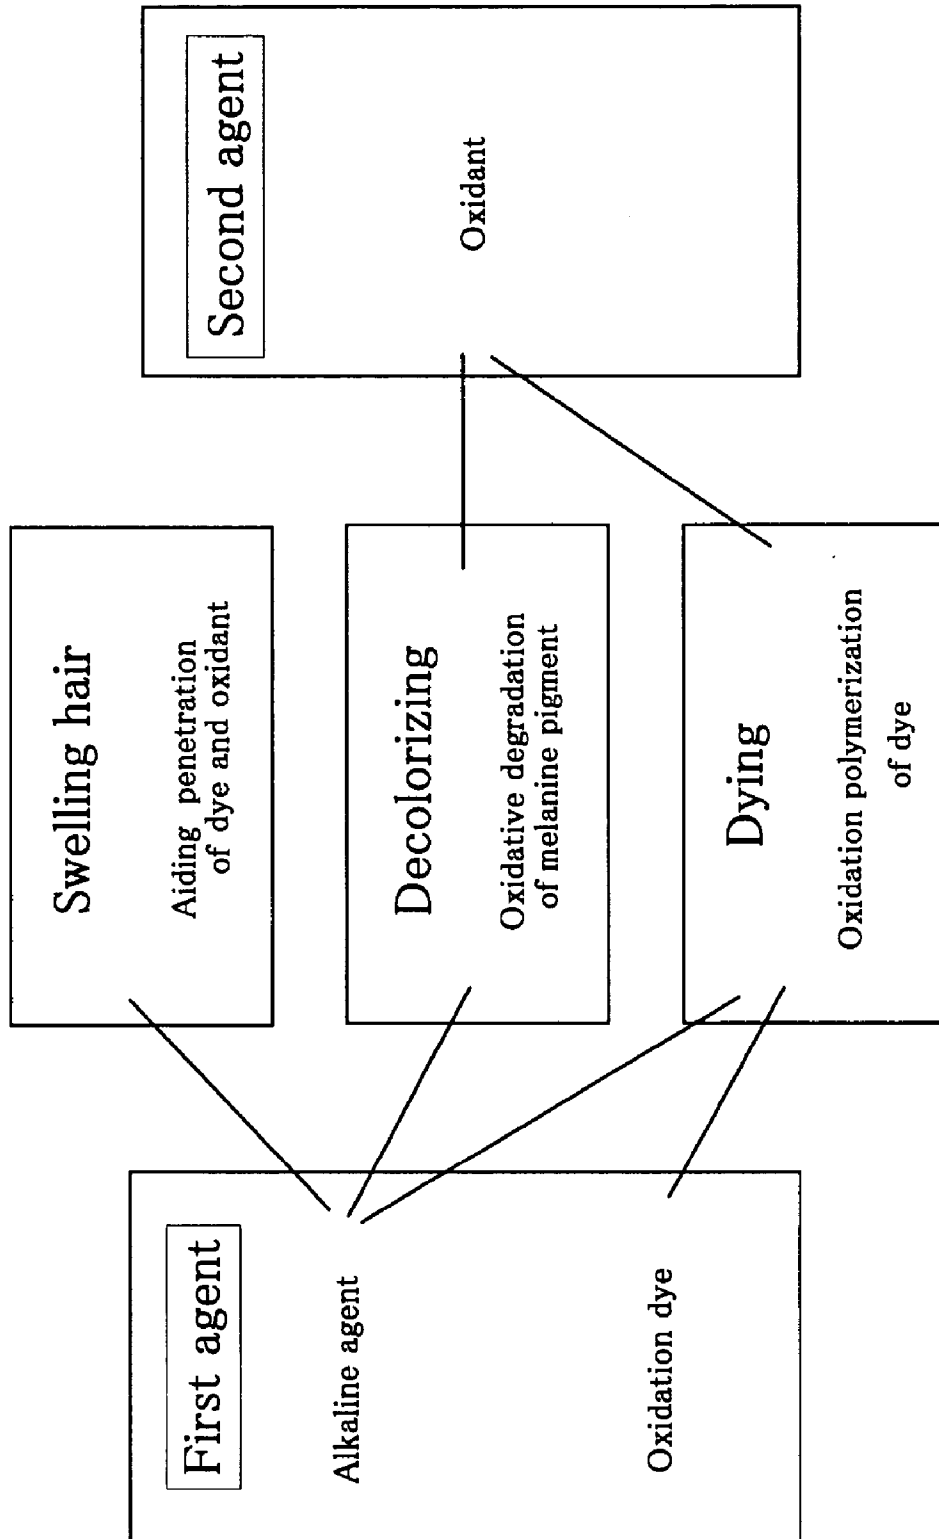 First agent
Alkaline agent
Oxidation dye
Swelling hair
Aiding penetration
of dye and oxidant
Decolorizing
Oxidative degradation
of melanine pigment
Dying
Oxidation polymerization
of dye
Second agent
Oxidant